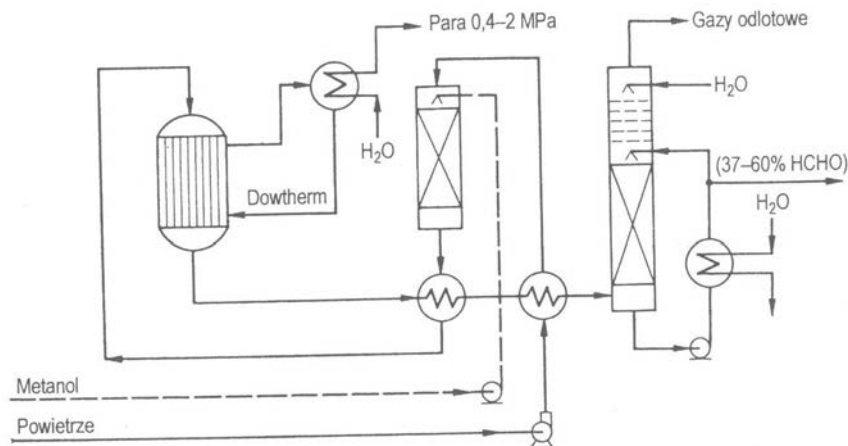 Para 0,4–2 MPa
Gazy odlotowe
H₂O
H₂O
(37–60% HCHO)
Dowtherm
H₂O
Metanol
Powietrze